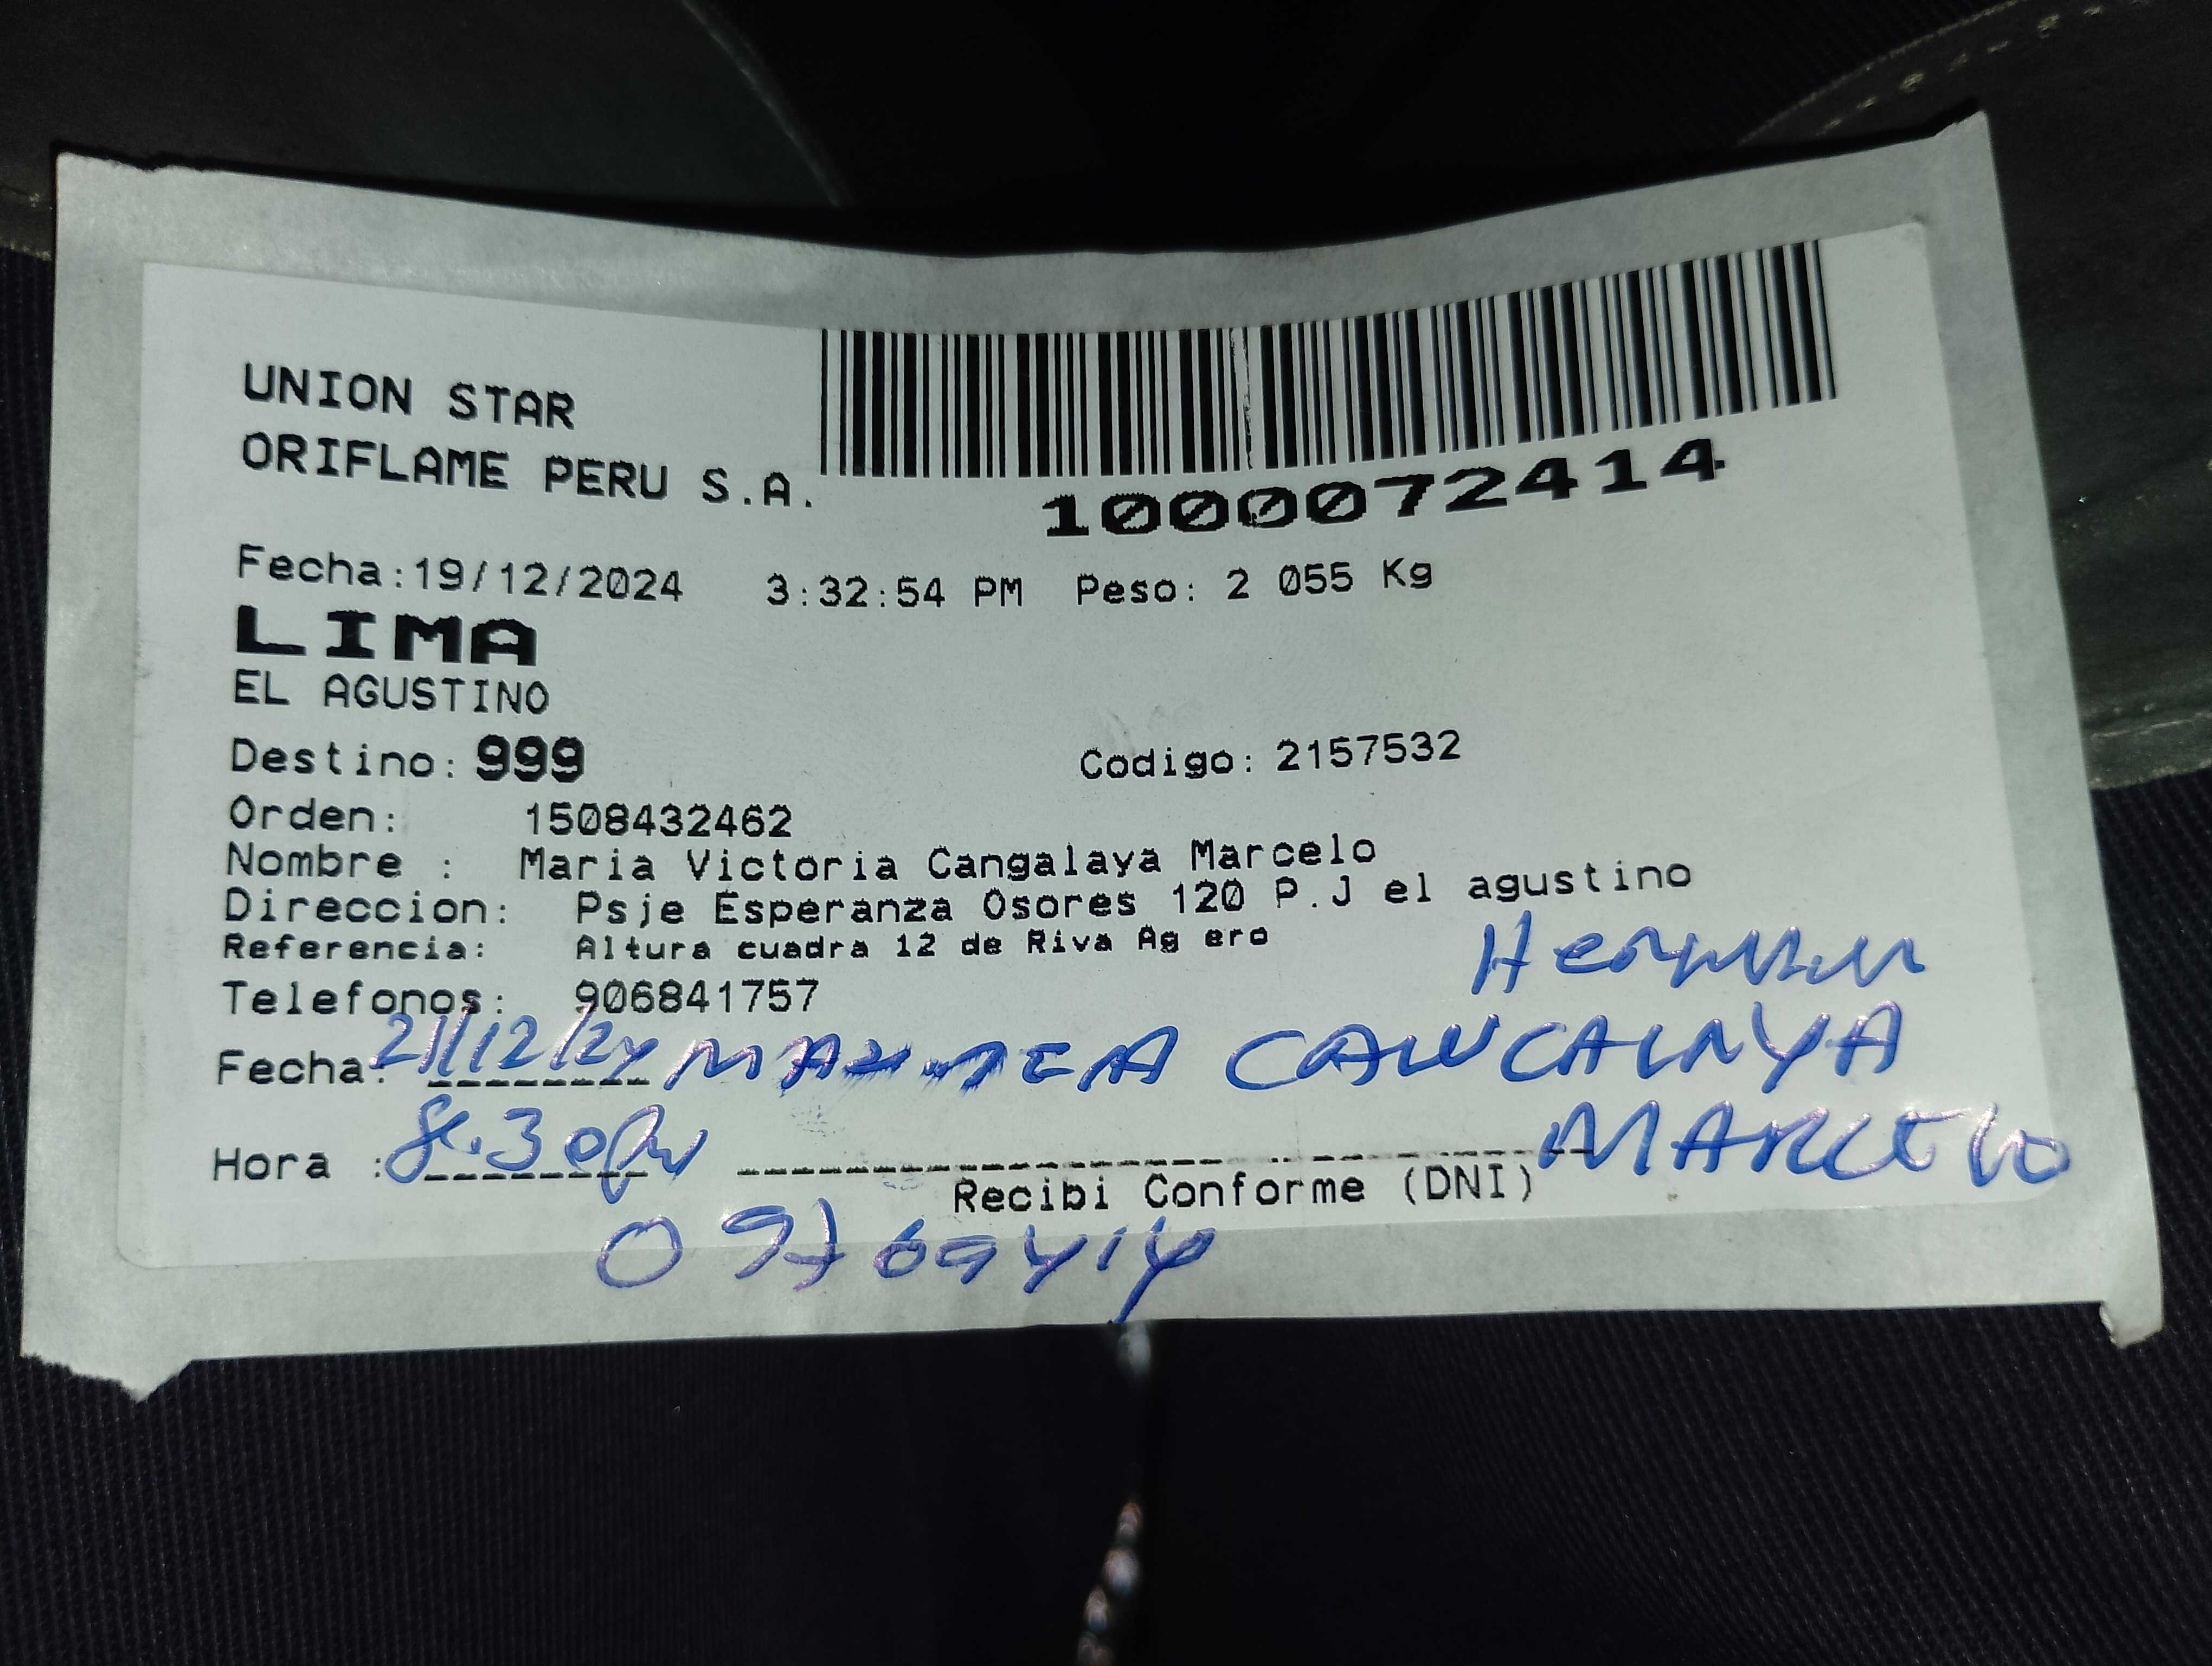 UNION STAR
ORIFLAME PERU S.A.
1000072414
Fecha:19/12/2024 3:32:54 PM Peso: 2 055 Kg
LIMA
EL AGUSTINO
Destino: 999 Codigo: 2157532
Orden: 1508432462
Nombre : Maria Victoria Cangalaya Marcelo
Direccion: Psje Esperanza Osores 120 P.J el agustino
Referencia: Altura cuadra 12 de Riva Ag ero
Telefonos: 906841757
Fecha: 21/12/24 CANCALAYA
Hora : 8.30pm MARCELO
Recibi Conforme (DNI)